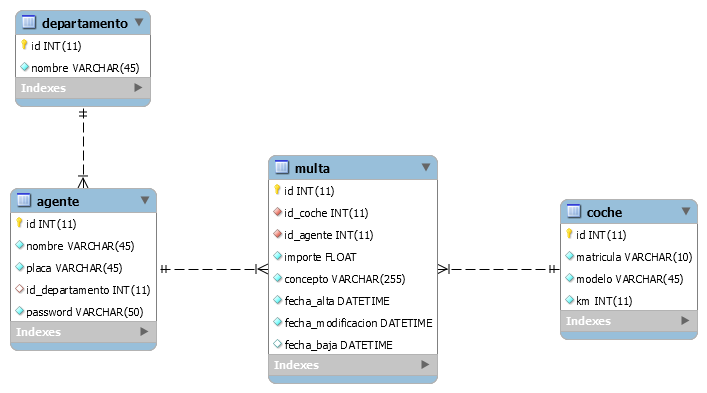 departamento
id INT(11)
nombre VARCHAR(45)
Indexes
agente
id INT(11)
nombre VARCHAR(45)
placa VARCHAR(45)
id_departamento INT(11)
password VARCHAR(50)
Indexes
multa
id INT(11)
id_coche INT(11)
id_agente INT(11)
importe FLOAT
concepto VARCHAR(255)
fecha_alta DATETIME
fecha_modificacion DATETIME
fecha_baja DATETIME
Indexes
coche
id INT(11)
matricula VARCHAR(10)
modelo VARCHAR(45)
km INT(11)
Indexes